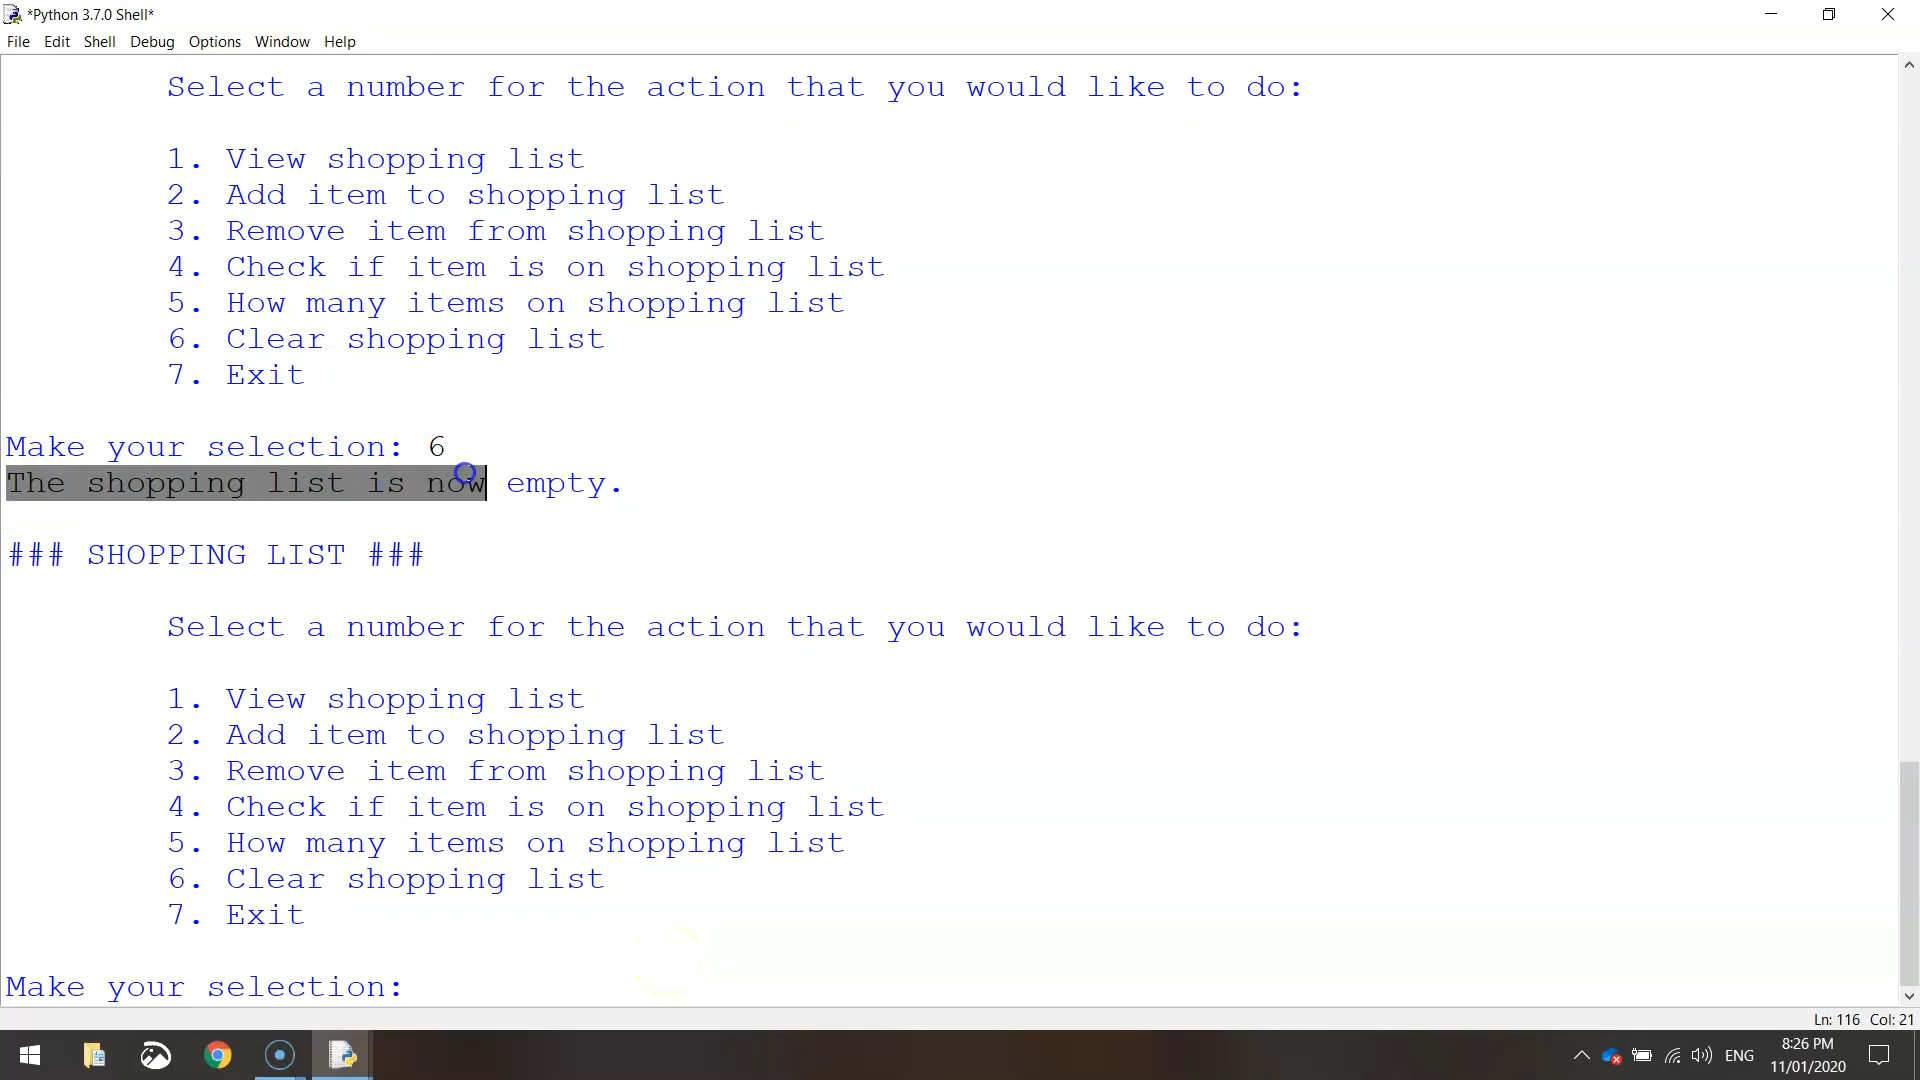 *Python 3.7.0 Shell*
File Edit Shell Debug Options Window Help
Select a number for the action that you would like to do:
1. View shopping list
2. Add item to shopping list
3. Remove item from shopping list
4. Check if item is on shopping list
5. How many items on shopping list
6. Clear shopping list
7. Exit
Make your selection: 6
The shopping list is now empty.
### SHOPPING LIST ###
Select a number for the action that you would like to do:
1. View shopping list
2. Add item to shopping list
3. Remove item from shopping list
4. Check if item is on shopping list
5. How many items on shopping list
6. Clear shopping list
7. Exit
Make your selection:
Ln: 116 Col: 21
ENG
8:26 PM
11/01/2020